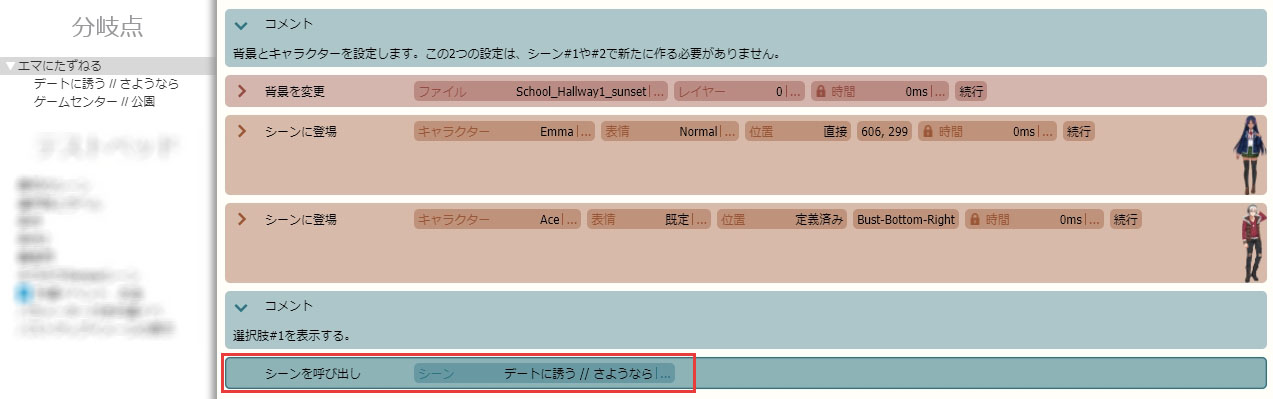 分岐点
エマにたずねる
デートに誘う // さようなら
ゲームセンター // 公園
コメント
背景とキャラクターを設定します。この2つの設定は、シーン#1や#2で新たに作る必要がありません。
背景を変更 ファイル School_Hallway1_sunset|... レイヤー 0|... 時間 0ms|... 続行
シーンに登場 キャラクター Emma|... 表情 Normal|... 位置 直接 606, 299 時間 0ms|... 続行
シーンに登場 キャラクター Ace|... 表情 既定|... 位置 定義済み Bust-Bottom-Right 時間 0ms|... 続行
コメント
選択肢#1を表示する。
シーンを呼び出し シーン デートに誘う // さようなら|...